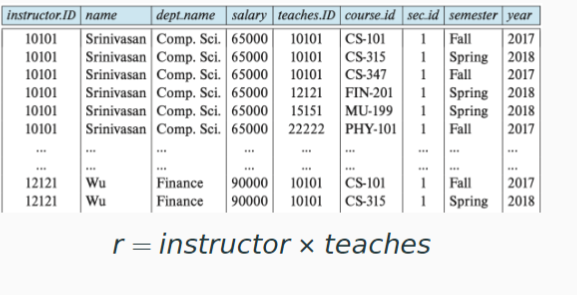 instructor.ID name dept.name salary teaches.ID course.id sec.id semester year
10101 Srinivasan Comp. Sci. 65000 10101 CS-101 1 Fall 2017
10101 Srinivasan Comp. Sci. 65000 10101 CS-315 1 Spring 2018
10101 Srinivasan Comp. Sci. 65000 10101 CS-347 1 Fall 2017
10101 Srinivasan Comp. Sci. 65000 12121 FIN-201 1 Spring 2018
10101 Srinivasan Comp. Sci. 65000 15151 MU-199 1 Spring 2018
10101 Srinivasan Comp. Sci. 65000 22222 PHY-101 1 Fall 2017
... ... ... ... ... ... ... ... ...
... ... ... ... ... ... ... ... ...
12121 Wu Finance 90000 10101 CS-101 1 Fall 2017
12121 Wu Finance 90000 10101 CS-315 1 Spring 2018
r = instructor × teaches